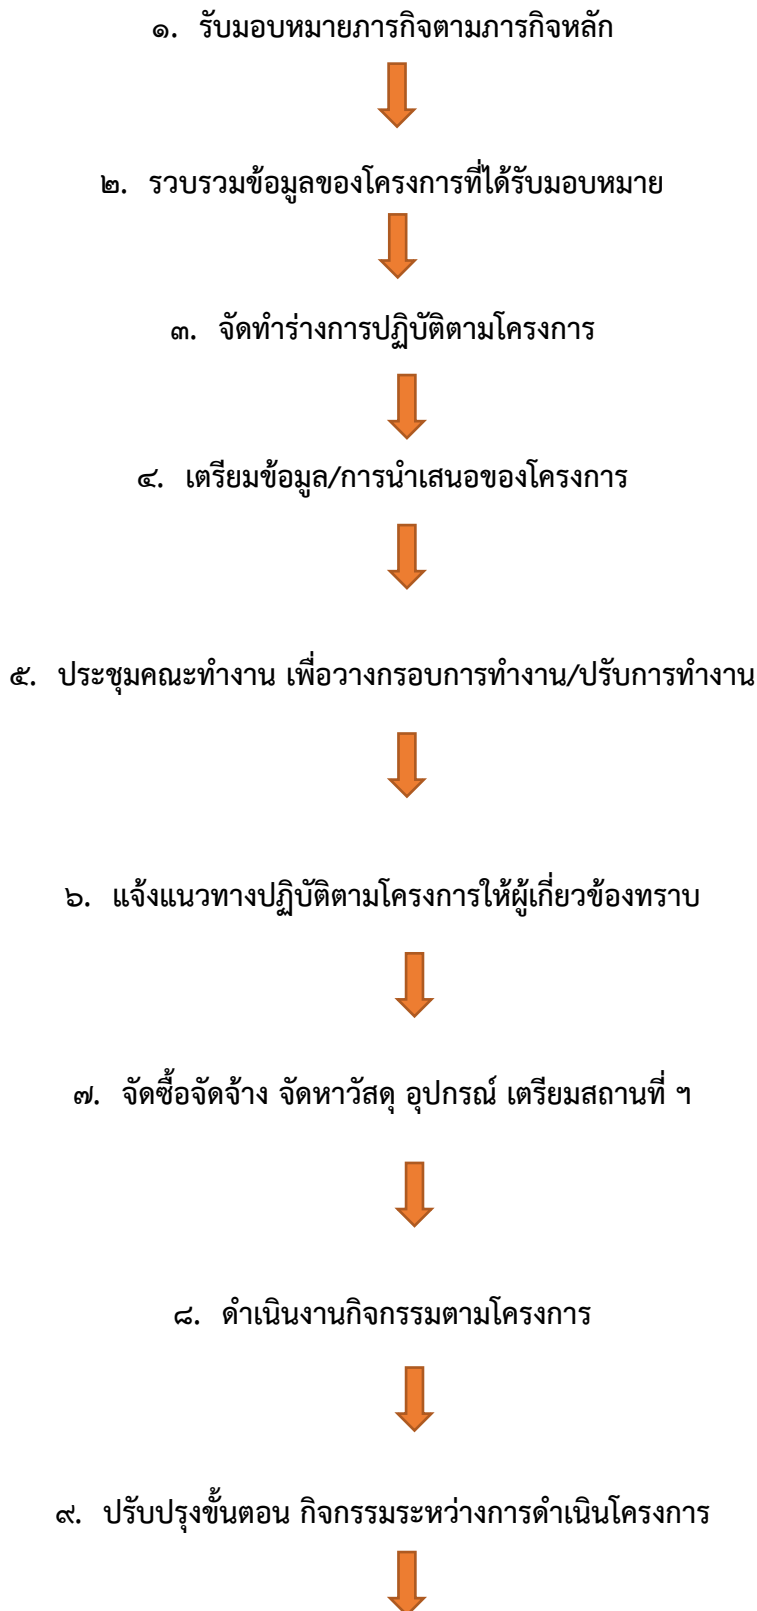 ๑. รับมอบหมายภารกิจตามภารกิจหลัก
๒. รวบรวมข้อมูลของโครงการที่ได้รับมอบหมาย
๓. จัดทำร่างการปฏิบัติตามโครงการ
๔. เตรียมข้อมูล/การนำเสนอของโครงการ
๕. ประชุมคณะทำงาน เพื่อวางกรอบการทำงาน/ปรับการทำงาน
๖. แจ้งแนวทางปฏิบัติตามโครงการให้ผู้เกี่ยวข้องทราบ
๗. จัดซื้อจัดจ้าง จัดหาวัสดุ อุปกรณ์ เตรียมสถานที่ ฯ
๘. ดำเนินงานกิจกรรมตามโครงการ
๙. ปรับปรุงขั้นตอน กิจกรรมระหว่างการดำเนินโครงการ